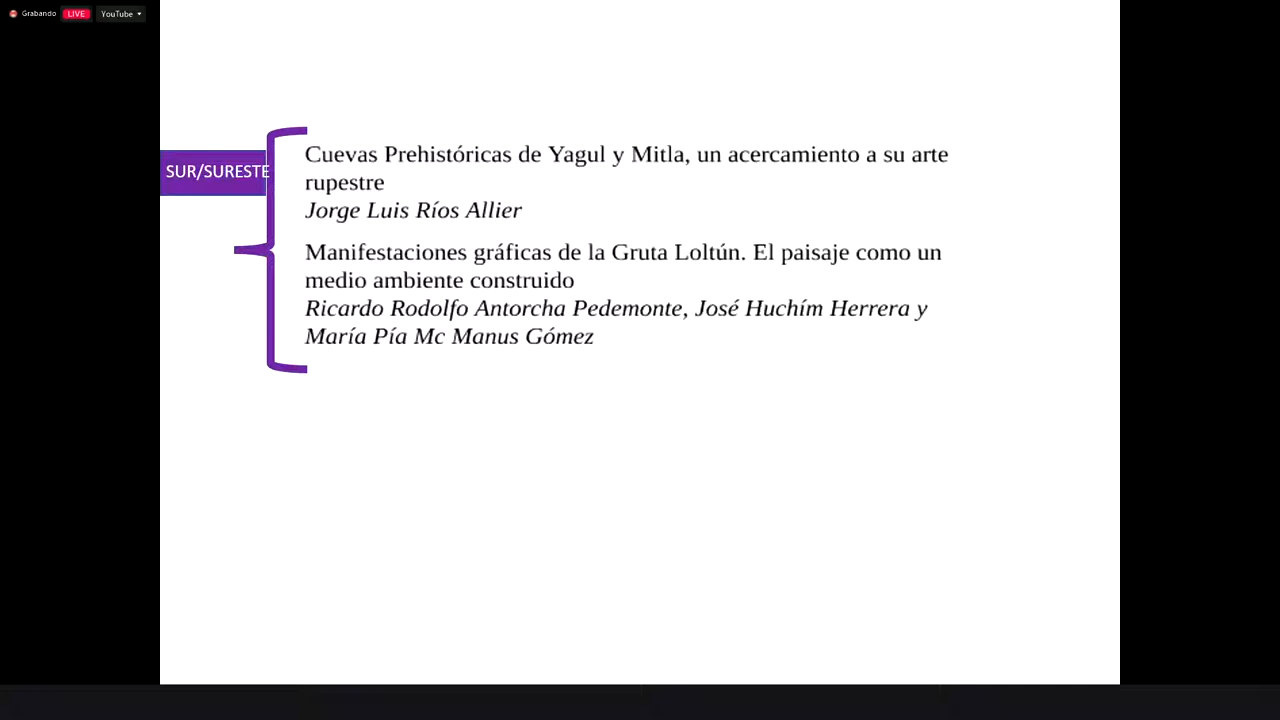 Grabando LIVE YouTube
SUR/SURESTE
Cuevas Prehistóricas de Yagul y Mitla, un acercamiento a su arte
rupestre
Jorge Luis Ríos Allier
Manifestaciones gráficas de la Gruta Loltún. El paisaje como un
medio ambiente construido
Ricardo Rodolfo Antorcha Pedemonte, José Huchím Herrera y
María Pía Mc Manus Gómez